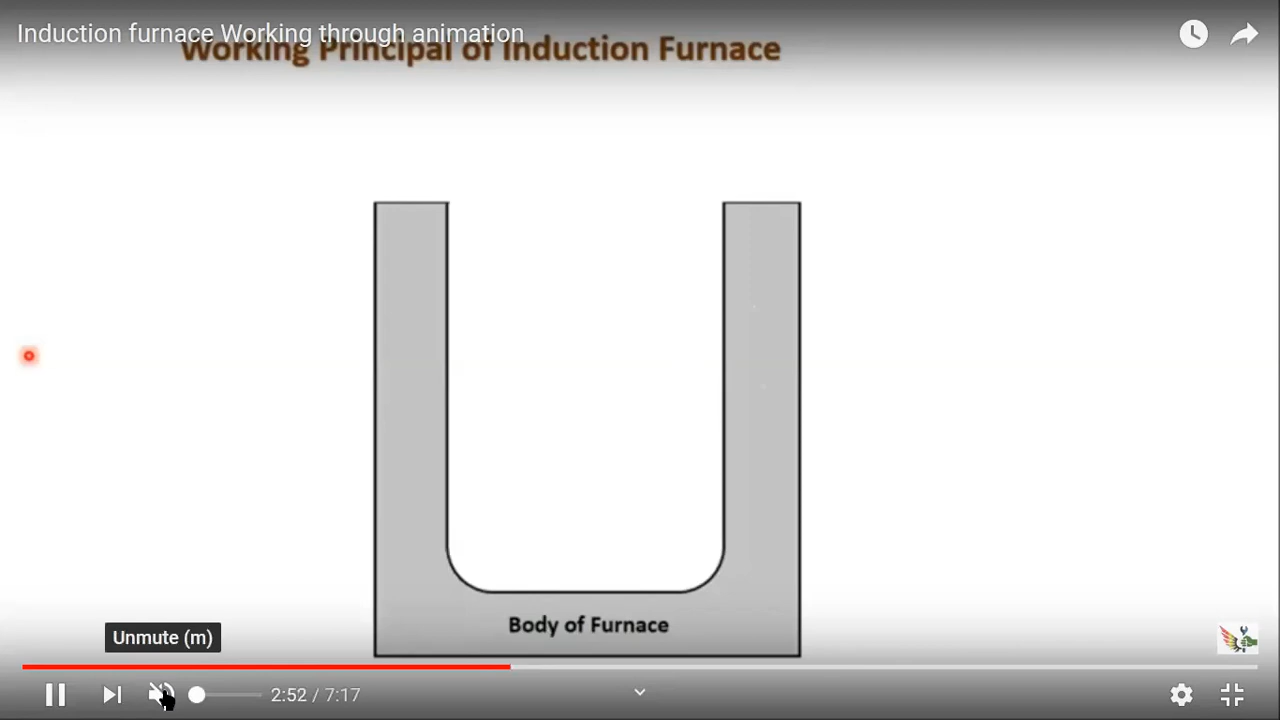 Induction furnace Working through animation
Working Principal of Induction Furnace
Body of Furnace
Unmute (m)
2:52 / 7:17